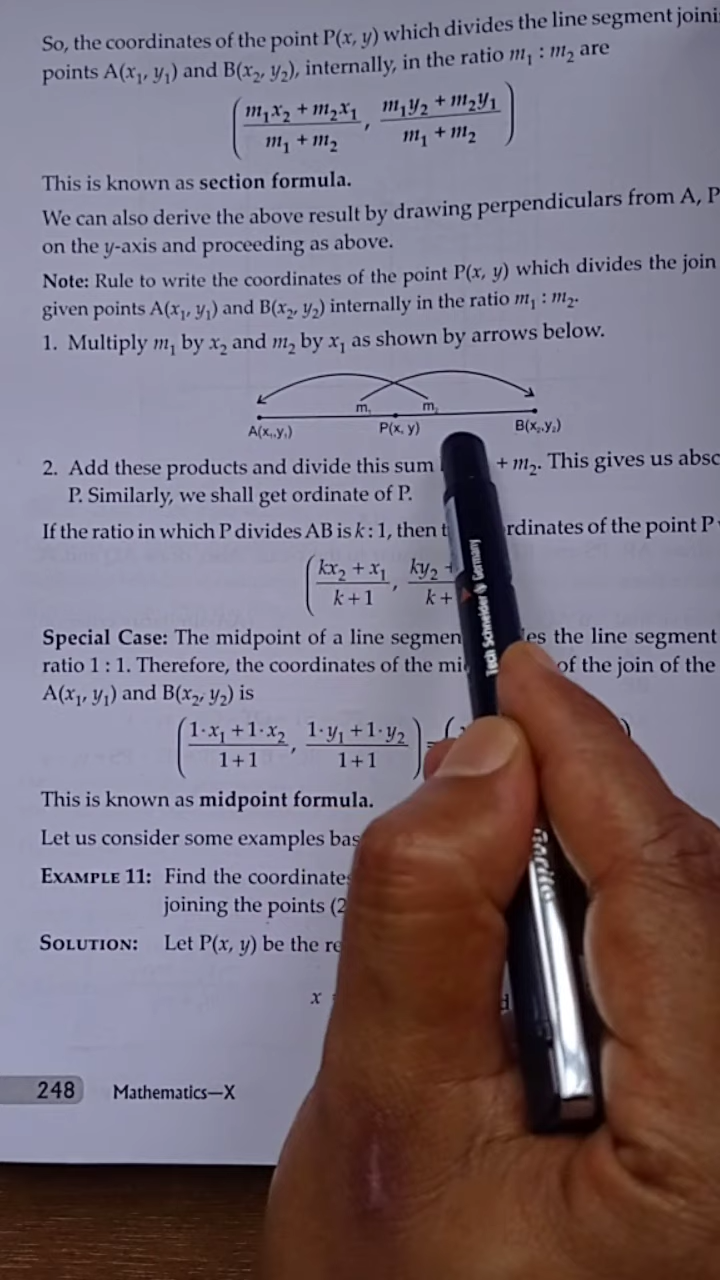 So, the coordinates of the point P(x, y) which divides the line segment
points A(x₁, y₁) and B(x₂, y₂), internally, in the ratio m₁ : m₂ are
(m₁x₂ + m₂x₁ / m₁ + m₂, m₁y₂ + m₂y₁ / m₁ + m₂)
This is known as section formula.
We can also derive the above result by drawing perpendiculars from A, P
on the y-axis and proceeding as above.
Note: Rule to write the coordinates of the point P(x, y) which divides the join
given points A(x₁, y₁) and B(x₂, y₂) internally in the ratio m₁ : m₂.
1. Multiply m₁ by x₂ and m₂ by x₁ as shown by arrows below.
m₁ m₂
A(x₁,y₁) P(x, y) B(x₂,y₂)
2. Add these products and divide this sum + m₂. This gives us
P. Similarly, we shall get ordinate of P.
If the ratio in which P divides AB is k : 1, then of the point P
(kx₂ + x₁ / k + 1, ky₂ / k +
Special Case: The midpoint of a line the line segment
ratio 1 : 1. Therefore, the coordinates of the of the join of the
A(x₁, y₁) and B(x₂, y₂) is
(1·x₁ + 1·x₂ / 1 + 1, 1·y₁ + 1·y₂ / 1 + 1) = (
This is known as midpoint formula.
Let us consider some examples
EXAMPLE 11: Find the
joining the points (2
SOLUTION: Let P(x, y) be the
x
248 Mathematics—X
Tech Schneider Germany